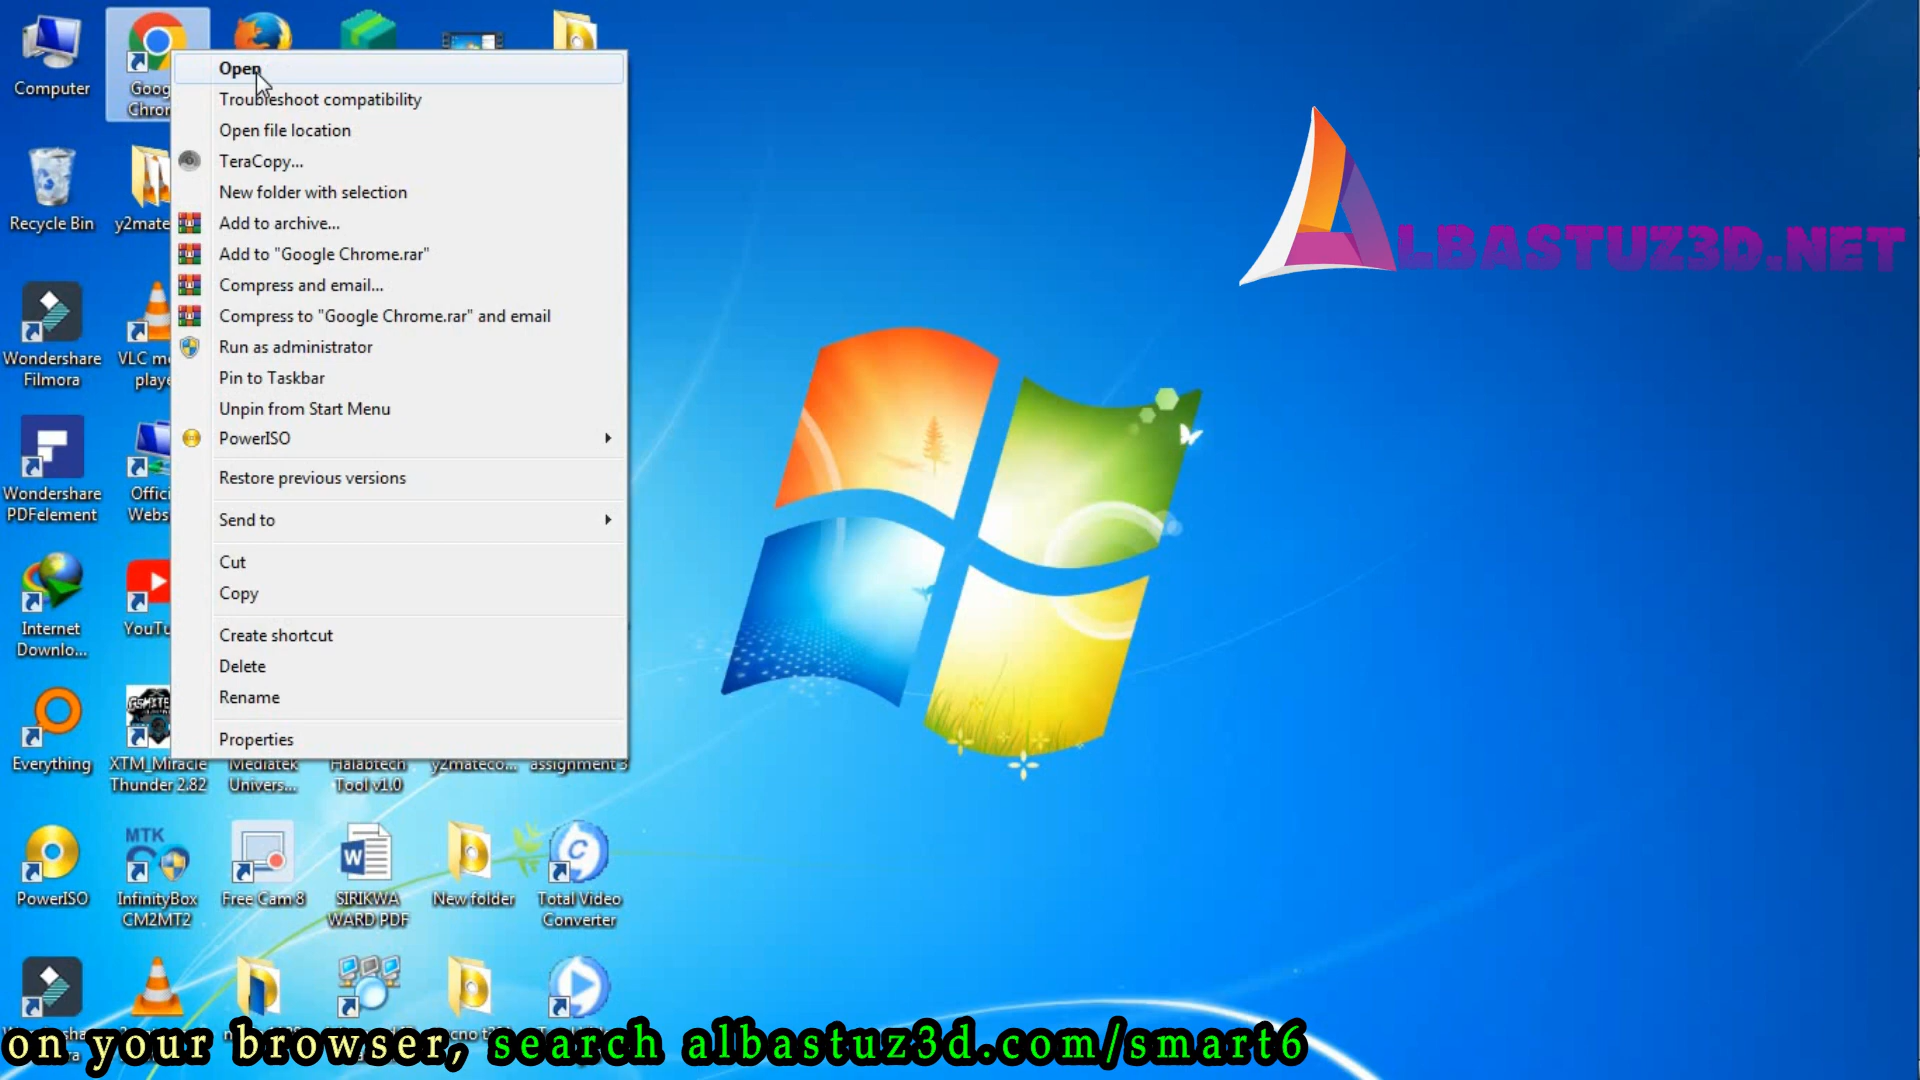 Computer
Goog
Chron
Recycle Bin
y2mate
Wondershare
Filmora
VLC me
playe
Wondershare
PDFelement
Offici
Webs
Internet
Downlo...
YouTu
Everything
XTM_Miracle
Thunder 2.82
Mediatek
Univers...
Halabtech
Tool v1.0
y2mateco...
assignment 3
PowerISO
MTK
InfinityBox
CM2MT2
Free Cam 8
SIRIKWA
WARD PDF
New folder
Total Video
Converter
Open
Troubleshoot compatibility
Open file location
TeraCopy...
New folder with selection
Add to archive...
Add to "Google Chrome.rar"
Compress and email...
Compress to "Google Chrome.rar" and email
Run as administrator
Pin to Taskbar
Unpin from Start Menu
PowerISO
Restore previous versions
Send to
Cut
Copy
Create shortcut
Delete
Rename
Properties
ALBASTUZ3D.NET
on your browser, search albastuz3d.com/smart6